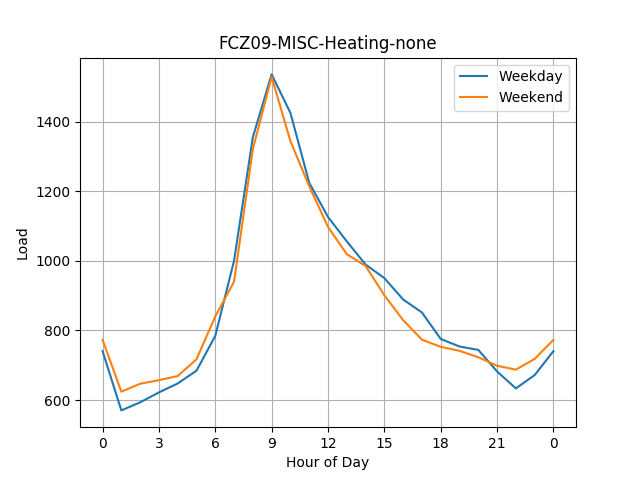 FCZ09-MISC-Heating-none
Weekday
Weekend
1400
1200
1000
800
600
Load
0 3 6 9 12 15 18 21 0
Hour of Day